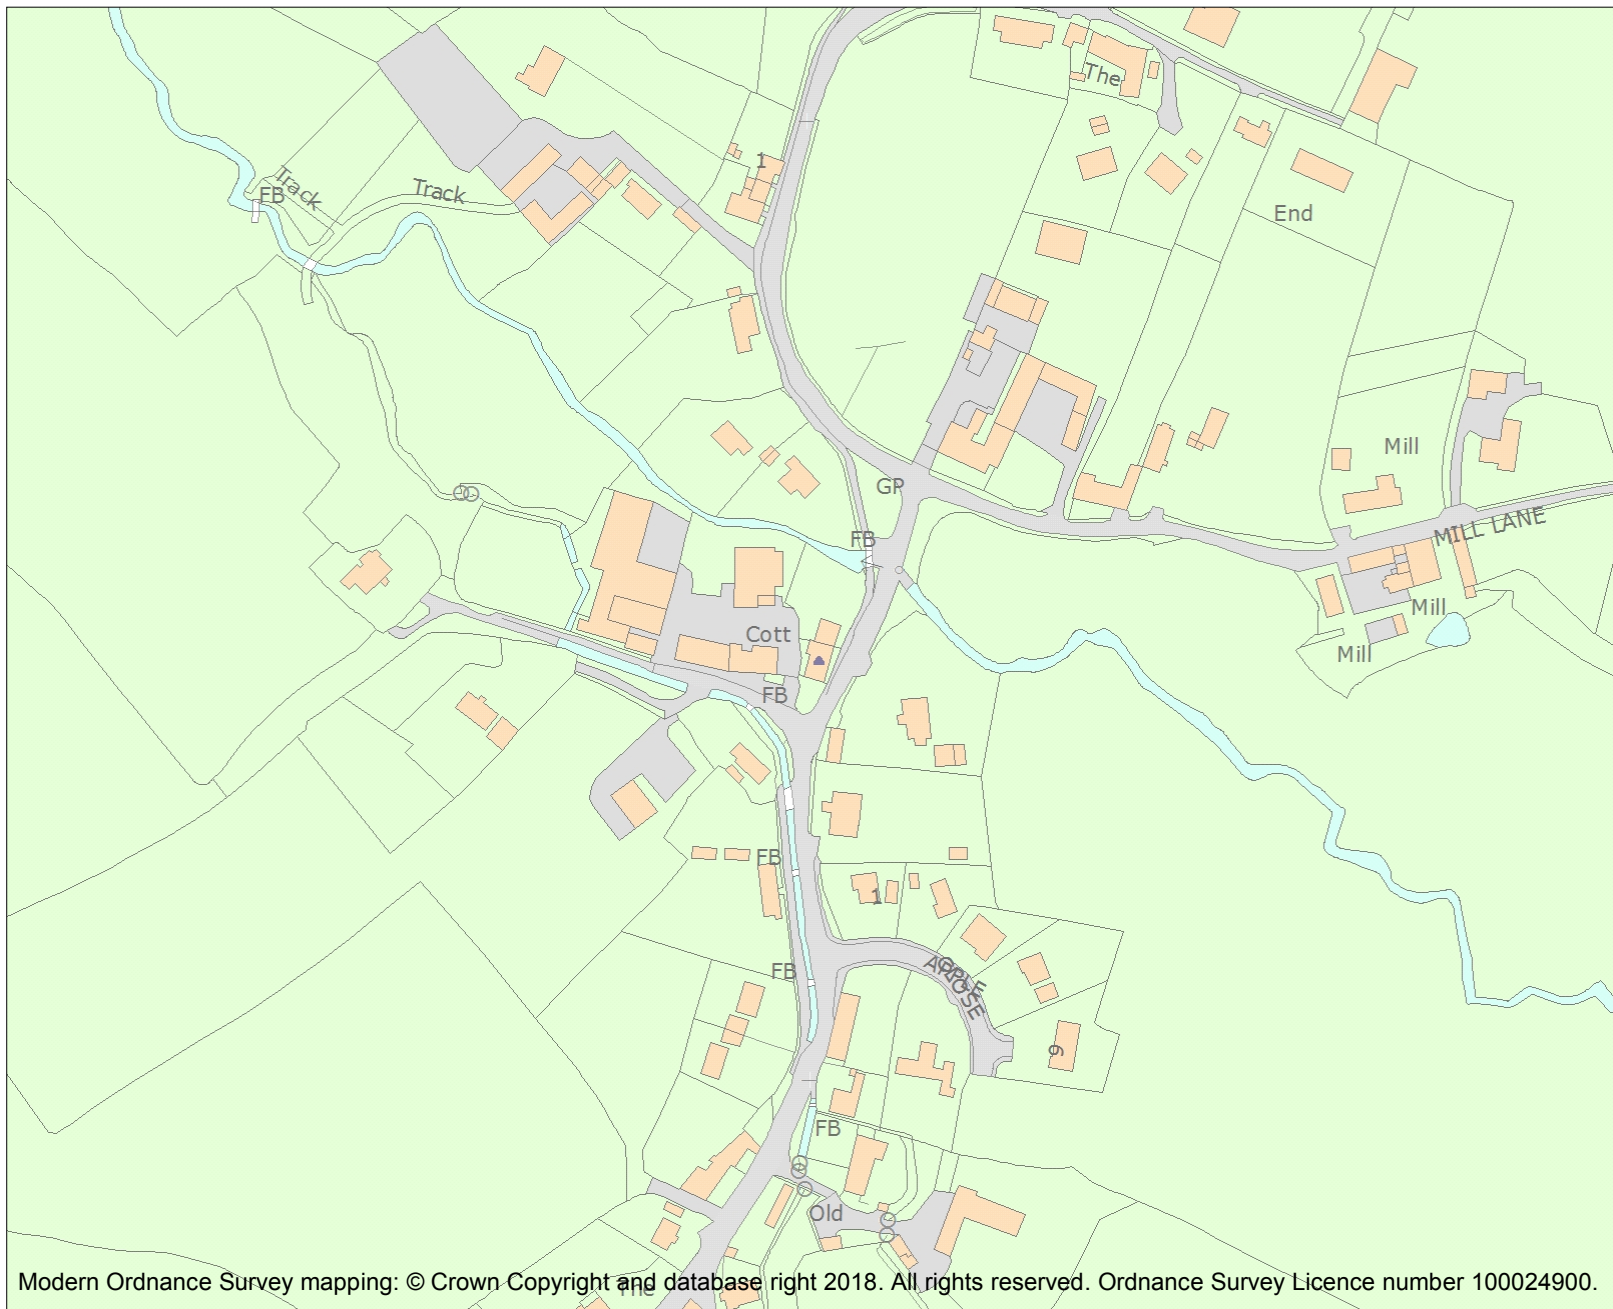 The
1
Track
Track
FB
End
Mill
GP
MILL LANE
FB
Mill
Cott
Mill
FB
FB
1
APPLE
CLOSE
FB
9
FB
Old
The
Modern Ordnance Survey mapping: © Crown Copyright and database right 2018. All rights reserved. Ordnance Survey Licence number 100024900.